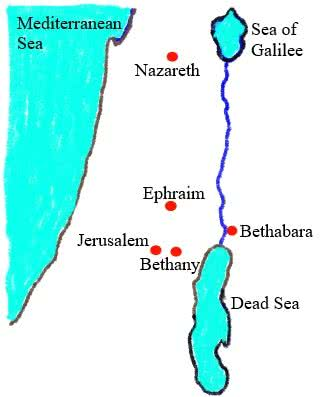 Mediterranean
Sea
Sea of
Galilee
Nazareth
Ephraim
Jerusalem
Bethabara
Bethany
Dead Sea